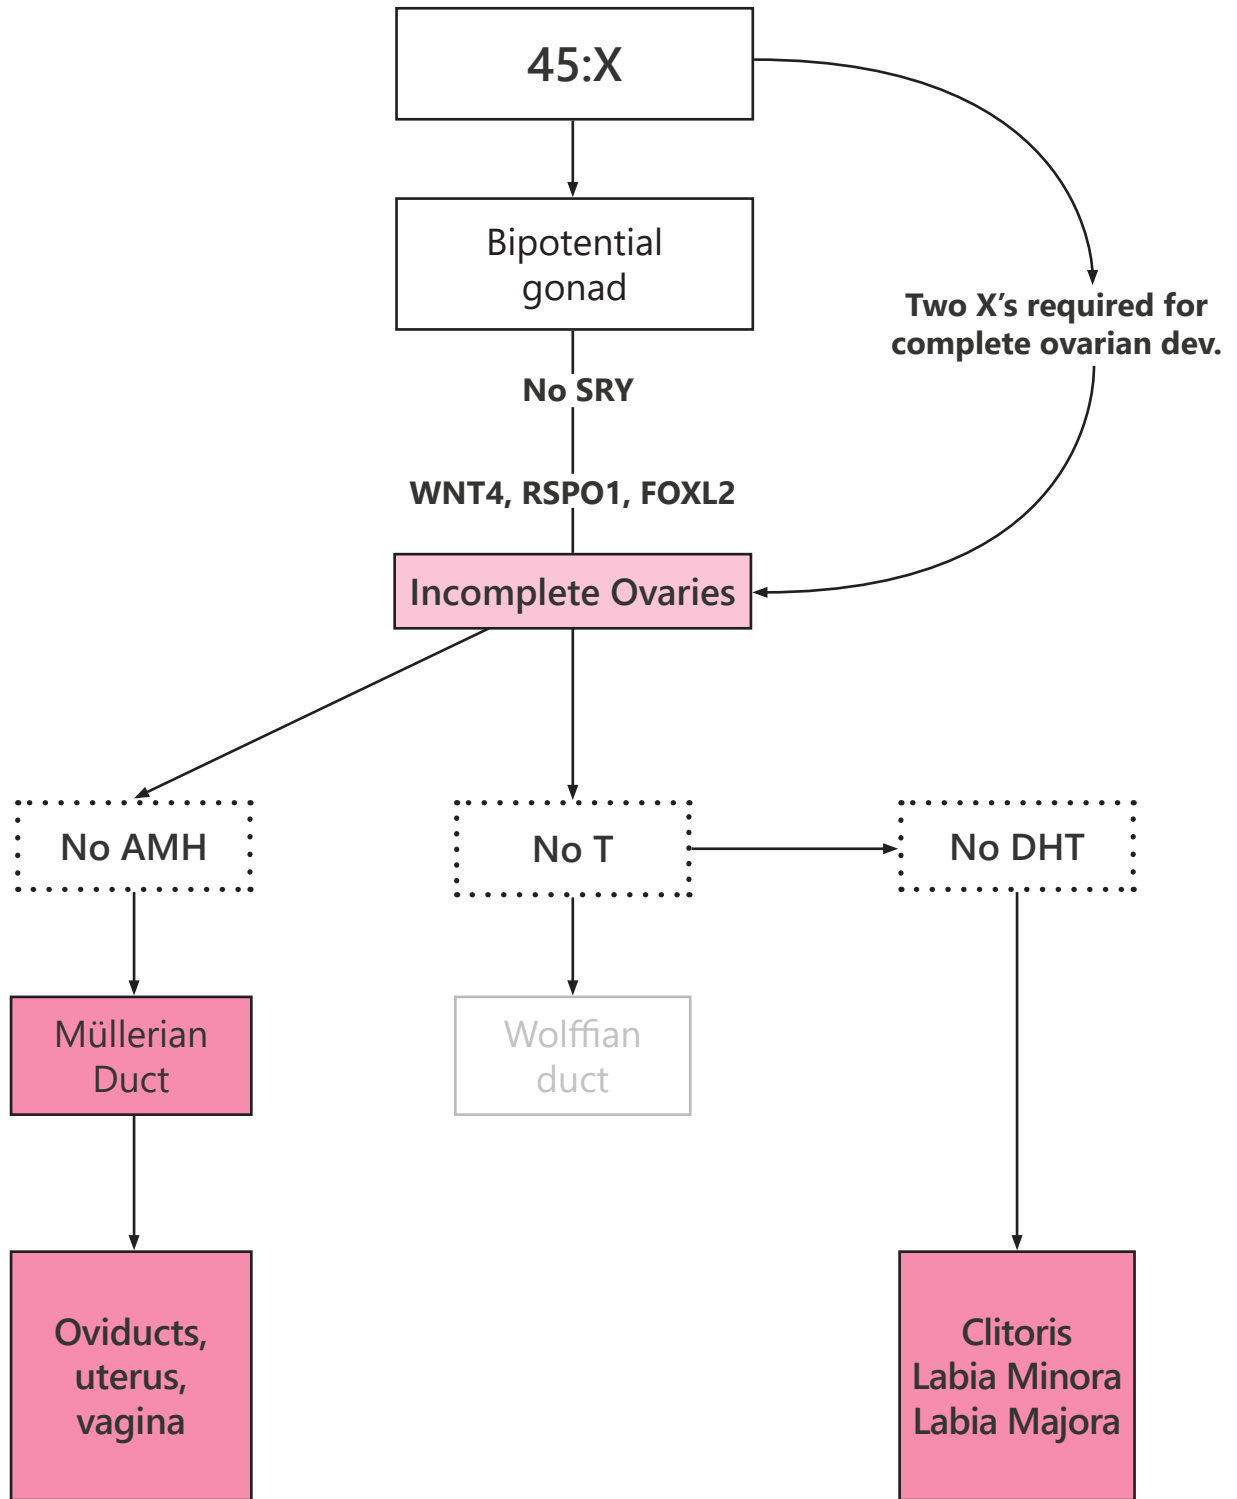 45:X
Bipotential
gonad
Two X’s required for
complete ovarian dev.
No SRY
WNT4, RSPO1, FOXL2
Incomplete Ovaries
No AMH
No T
No DHT
Müllerian
Duct
Wolffian
duct
Oviducts,
uterus,
vagina
Clitoris
Labia Minora
Labia Majora